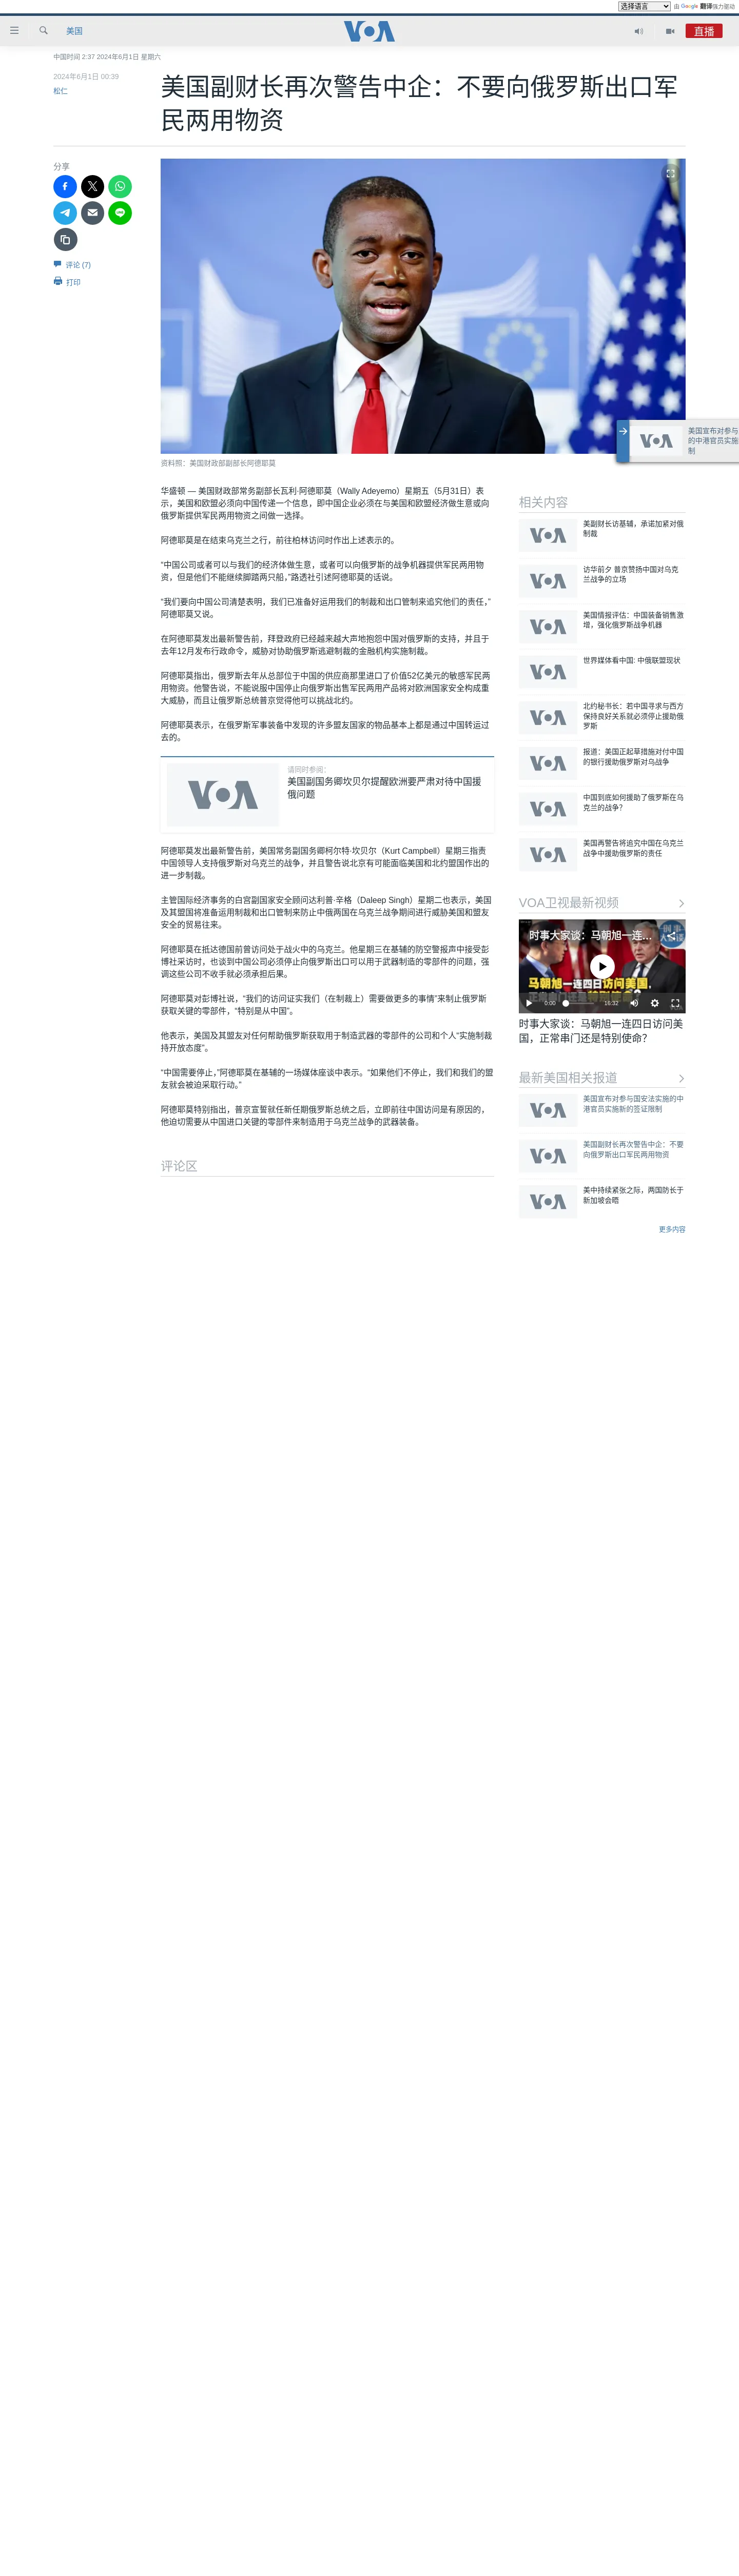 选择语言 由 Google 翻译强力驱动
美国
VOA
直播
中国时间 2:37 2024年6月1日 星期六
2024年6月1日 00:39
松仁
美国副财长再次警告中企：不要向俄罗斯出口军
民两用物资
分享
评论 (7)
打印
资料照：美国财政部副部长阿德耶莫
华盛顿 — 美国财政部常务副部长瓦利·阿德耶莫（Wally Adeyemo）星期五（5月31日）表
示，美国和欧盟必须向中国传递一个信息，即中国企业必须在与美国和欧盟经济做生意或向
俄罗斯提供军民两用物资之间做一选择。
阿德耶莫是在结束乌克兰之行，前往柏林访问时作出上述表示的。
“中国公司或者可以与我们的经济体做生意，或者可以向俄罗斯的战争机器提供军民两用物
资，但是他们不能继续脚踏两只船，”路透社引述阿德耶莫的话说。
“我们要向中国公司清楚表明，我们已准备好运用我们的制裁和出口管制来追究他们的责任，”
阿德耶莫又说。
在阿德耶莫发出最新警告前，拜登政府已经越来越大声地抱怨中国对俄罗斯的支持，并且于
去年12月发布行政命令，威胁对协助俄罗斯逃避制裁的金融机构实施制裁。
阿德耶莫指出，俄罗斯去年从总部位于中国的供应商那里进口了价值52亿美元的敏感军民两
用物资。他警告说，不能说服中国停止向俄罗斯出售军民两用产品将对欧洲国家安全构成重
大威胁，而且让俄罗斯总统普京觉得他可以挑战北约。
阿德耶莫表示，在俄罗斯军事装备中发现的许多盟友国家的物品基本上都是通过中国转运过
去的。
VOA
请同时参阅：
美国副国务卿坎贝尔提醒欧洲要严肃对待中国援
俄问题
阿德耶莫发出最新警告前，美国常务副国务卿柯尔特·坎贝尔（Kurt Campbell）星期三指责
中国领导人支持俄罗斯对乌克兰的战争，并且警告说北京有可能面临美国和北约盟国作出的
进一步制裁。
主管国际经济事务的白宫副国家安全顾问达利普·辛格（Daleep Singh）星期二也表示，美国
及其盟国将准备运用制裁和出口管制来防止中俄两国在乌克兰战争期间进行威胁美国和盟友
安全的贸易往来。
阿德耶莫在抵达德国前曾访问处于战火中的乌克兰。他星期三在基辅的防空警报声中接受彭
博社采访时，也谈到中国公司必须停止向俄罗斯出口可以用于武器制造的零部件的问题，强
调这些公司不收手就必须承担后果。
阿德耶莫对彭博社说，“我们的访问证实我们（在制裁上）需要做更多的事情”来制止俄罗斯
获取关键的零部件，“特别是从中国”。
他表示，美国及其盟友对任何帮助俄罗斯获取用于制造武器的零部件的公司和个人“实施制裁
持开放态度”。
“中国需要停止，”阿德耶莫在基辅的一场媒体座谈中表示。“如果他们不停止，我们和我们的盟
友就会被迫采取行动。”
阿德耶莫特别指出，普京宣誓就任新任期俄罗斯总统之后，立即前往中国访问是有原因的，
他迫切需要从中国进口关键的零部件来制造用于乌克兰战争的武器装备。
评论区
VOA
美国宣布对参与
的中港官员实施
制
相关内容
VOA
美副财长访基辅，承诺加紧对俄
制裁
VOA
访华前夕 普京赞扬中国对乌克
兰战争的立场
VOA
美国情报评估：中国装备销售激
增，强化俄罗斯战争机器
VOA
世界媒体看中国: 中俄联盟现状
VOA
北约秘书长：若中国寻求与西方
保持良好关系就必须停止援助俄
罗斯
VOA
报道：美国正起草措施对付中国
的银行援助俄罗斯对乌战争
VOA
中国到底如何援助了俄罗斯在乌
克兰的战争？
VOA
美国再警告将追究中国在乌克兰
战争中援助俄罗斯的责任
VOA卫视最新视频
时事大家谈：马朝旭一连...
马朝旭一连四日访问美国，
0:00 16:32
时事大家谈：马朝旭一连四日访问美
国，正常串门还是特别使命？
最新美国相关报道
VOA
美国宣布对参与国安法实施的中
港官员实施新的签证限制
VOA
美国副财长再次警告中企：不要
向俄罗斯出口军民两用物资
VOA
美中持续紧张之际，两国防长于
新加坡会晤
更多内容